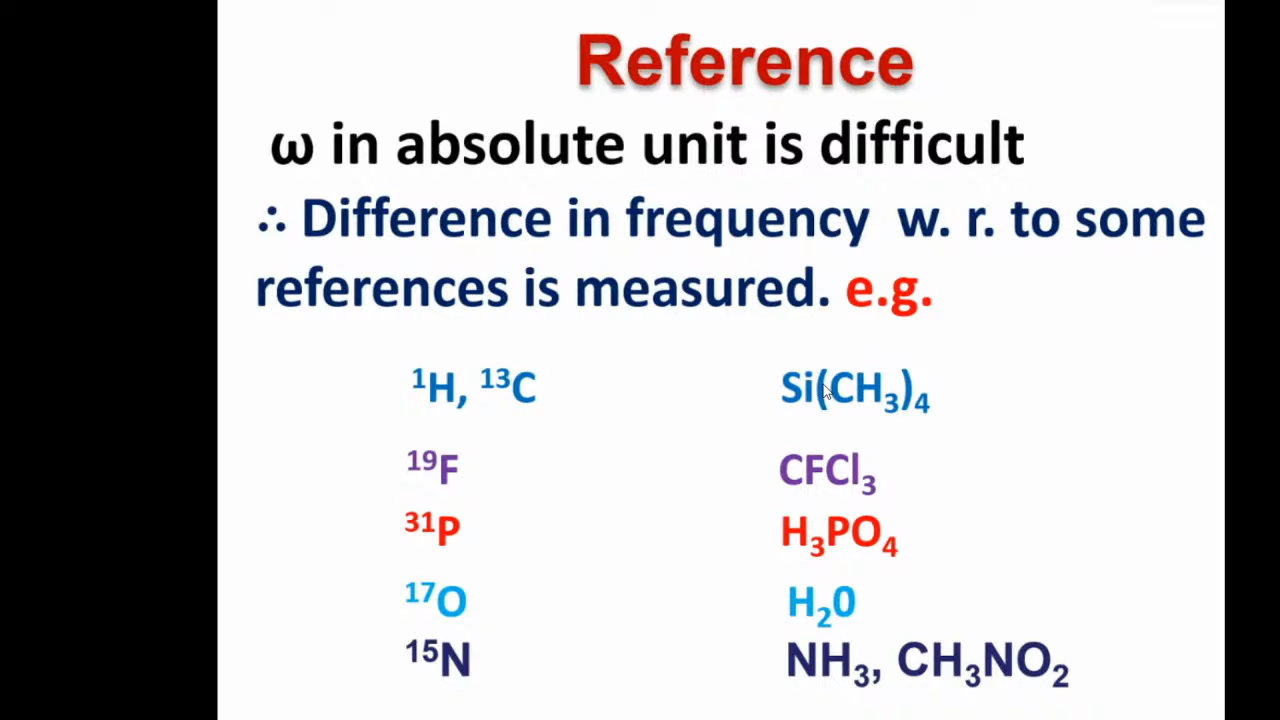 Reference
ω in absolute unit is difficult
∴ Difference in frequency w. r. to some
references is measured. e.g.
¹H, ¹³C Si(CH₃)₄
¹⁹F CFCl₃
³¹P H₃PO₄
¹⁷O H₂0
¹⁵N NH₃, CH₃NO₂